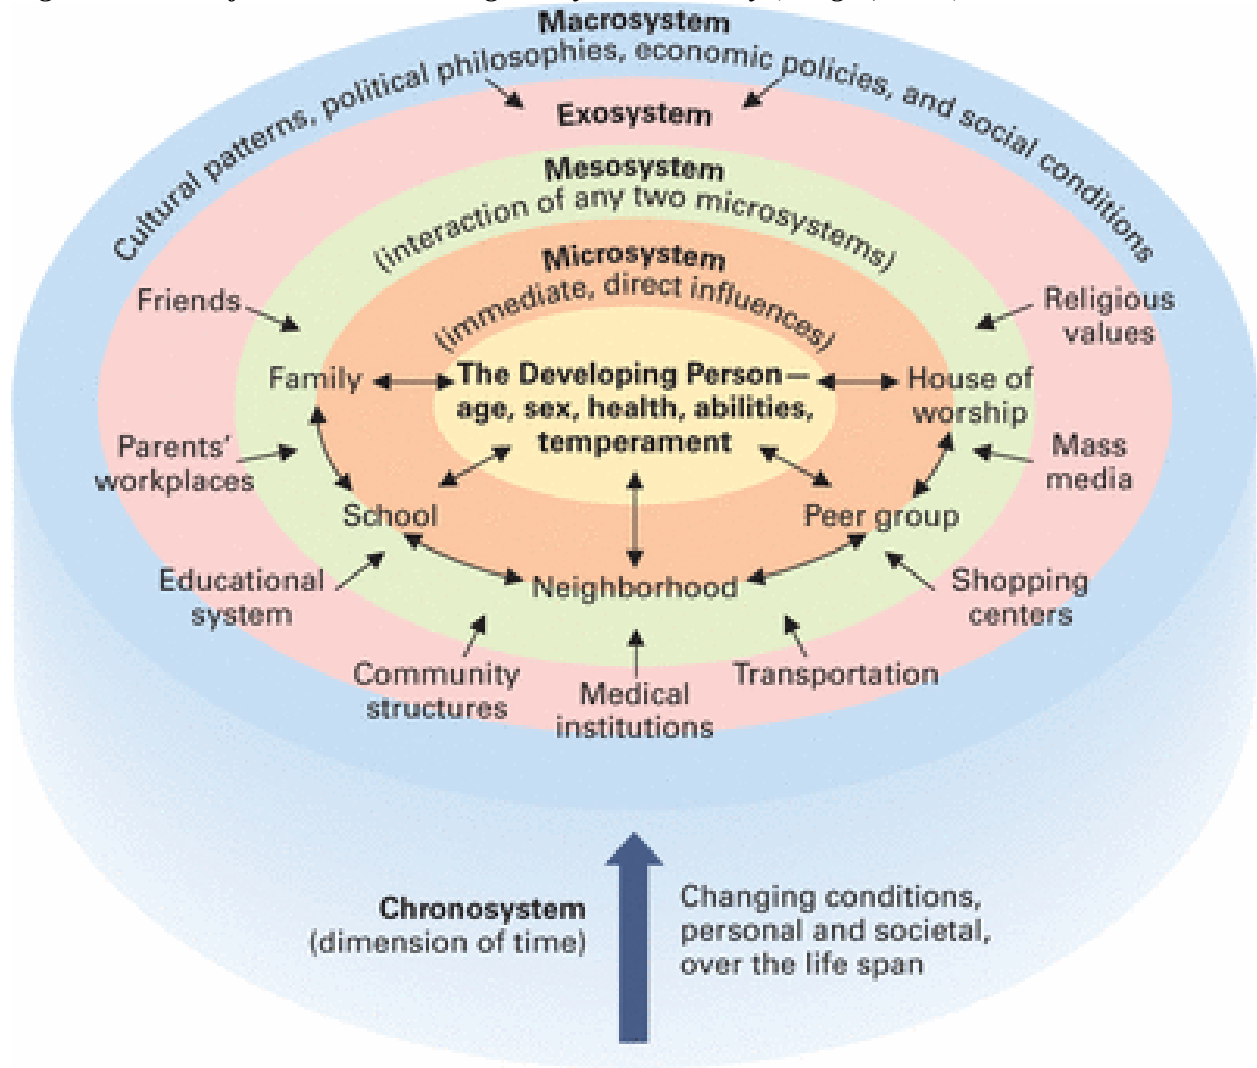 Macrosystem
Cultural patterns, political philosophies, economic policies, and social conditions
Exosystem
Mesosystem
(interaction of any two microsystems)
Microsystem
(immediate, direct influences)
Friends
Religious
values
Family
The Developing Person—
age, sex, health, abilities,
temperament
House of
worship
Parents'
workplaces
Mass
media
School
Peer group
Educational
system
Neighborhood
Shopping
centers
Community
structures
Medical
institutions
Transportation
Chronosystem
(dimension of time)
Changing conditions,
personal and societal,
over the life span